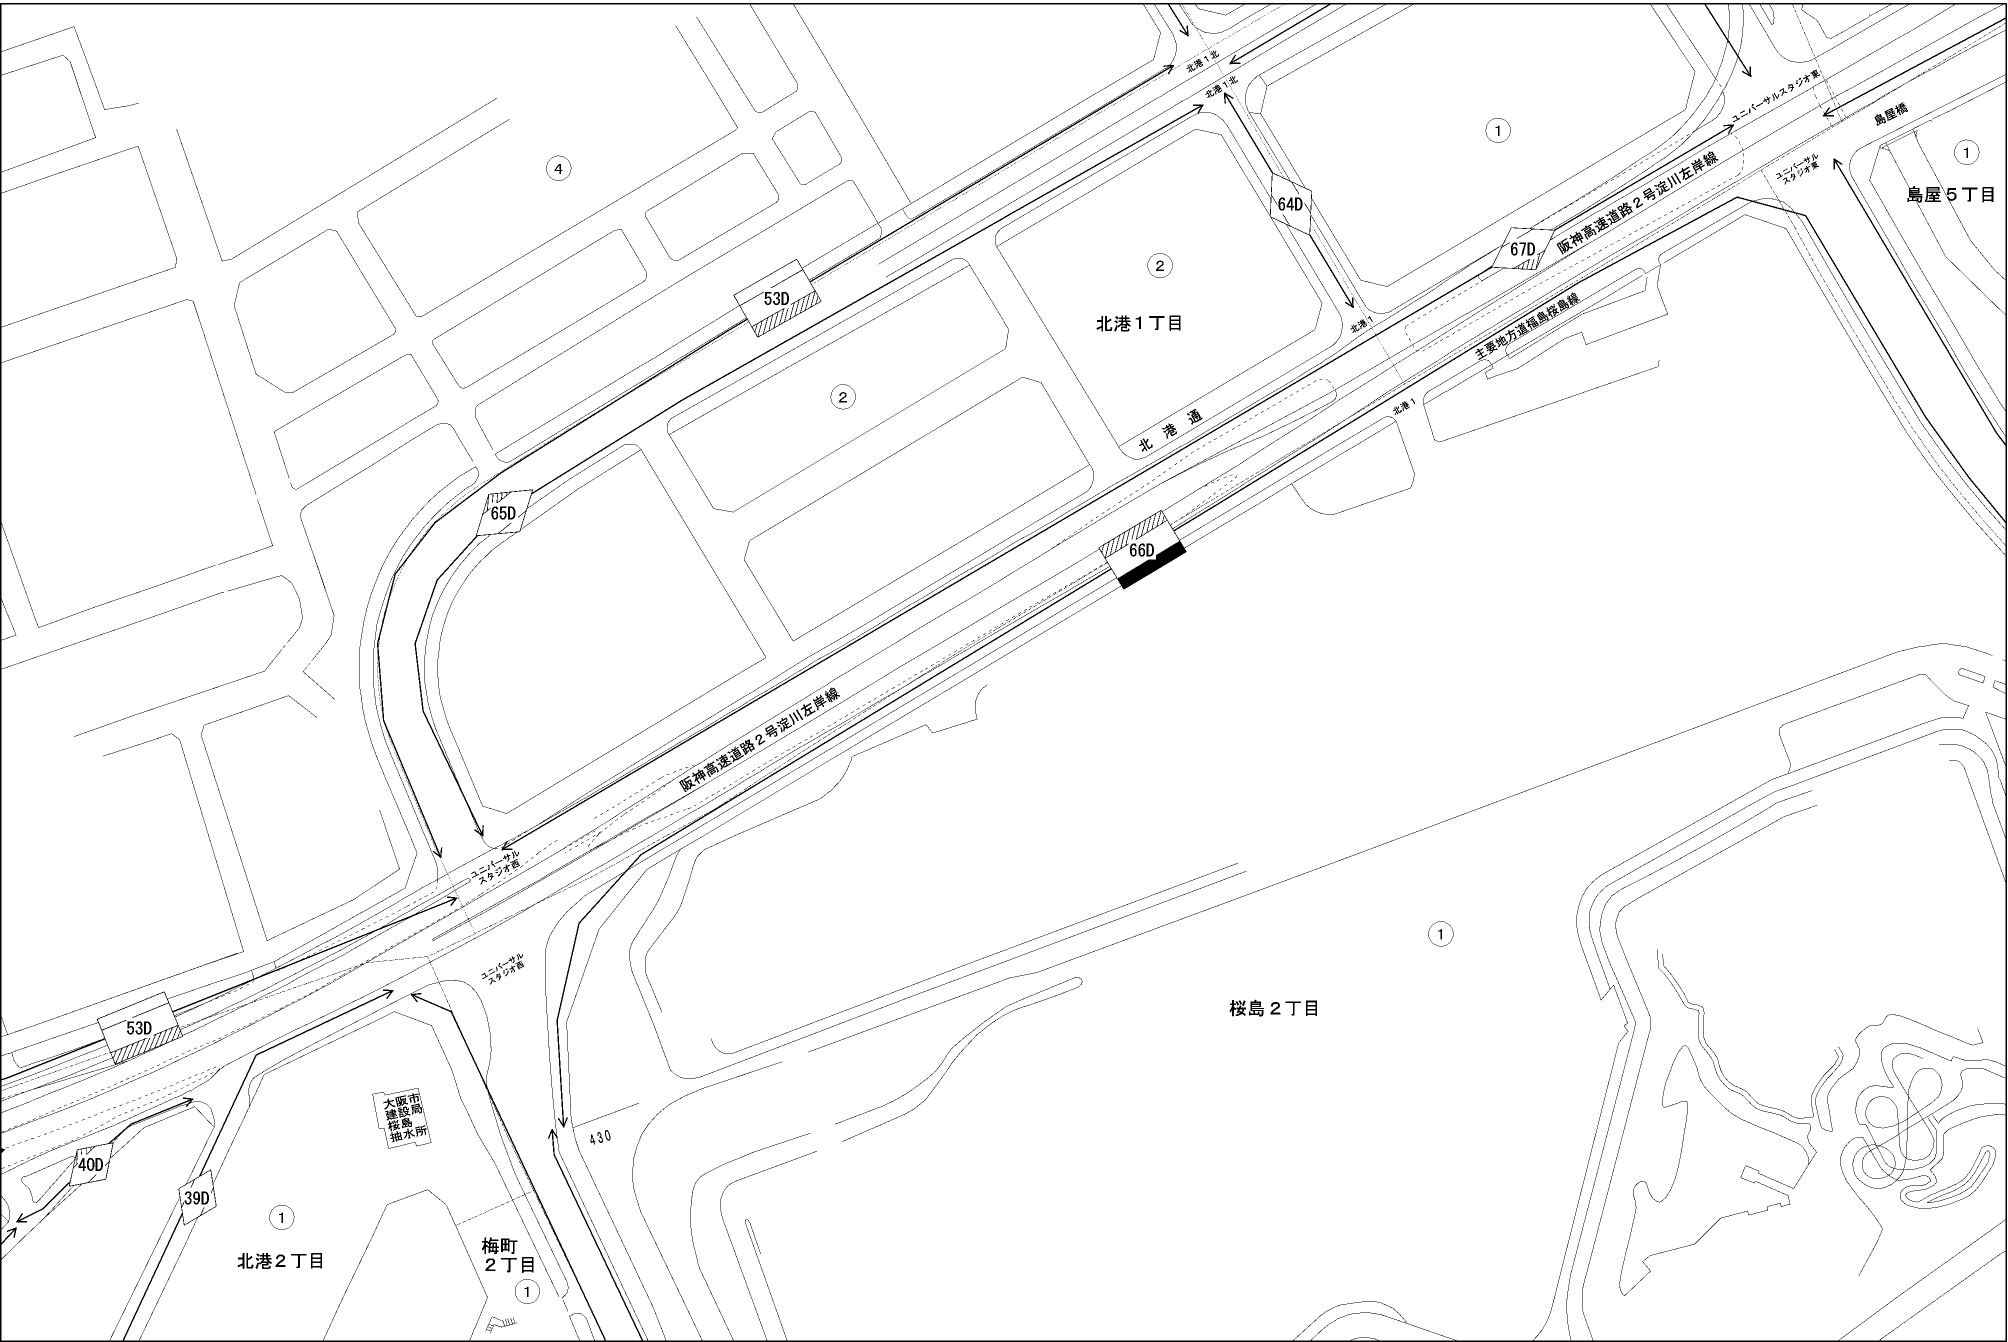 北港１北
北港１北
ユニバーサルスタジオ東
島屋橋
①
①
島屋５丁目
ユニバーサル
スタジオ東
④
64D
67D
阪神高速道路２号淀川左岸線
53D
②
北港１丁目
北港１
主要地方道福島桜島線
②
北港１
北港通
65D
66D
阪神高速道路２号淀川左岸線
ユニバーサル
スタジオ西
ユニバーサル
スタジオ西
①
桜島２丁目
53D
大阪市
建設局
桜島
抽水所
430
40D
39D
①
北港２丁目
梅町
２丁目
①